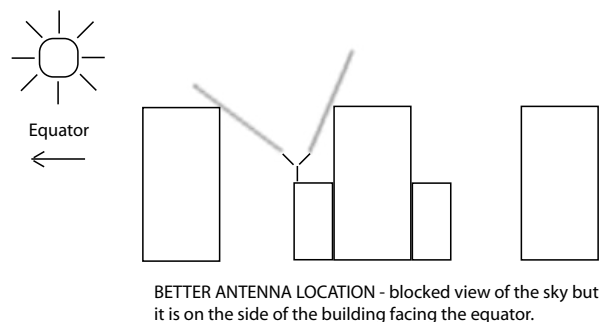 Equator
BETTER ANTENNA LOCATION - blocked view of the sky but
it is on the side of the building facing the equator.